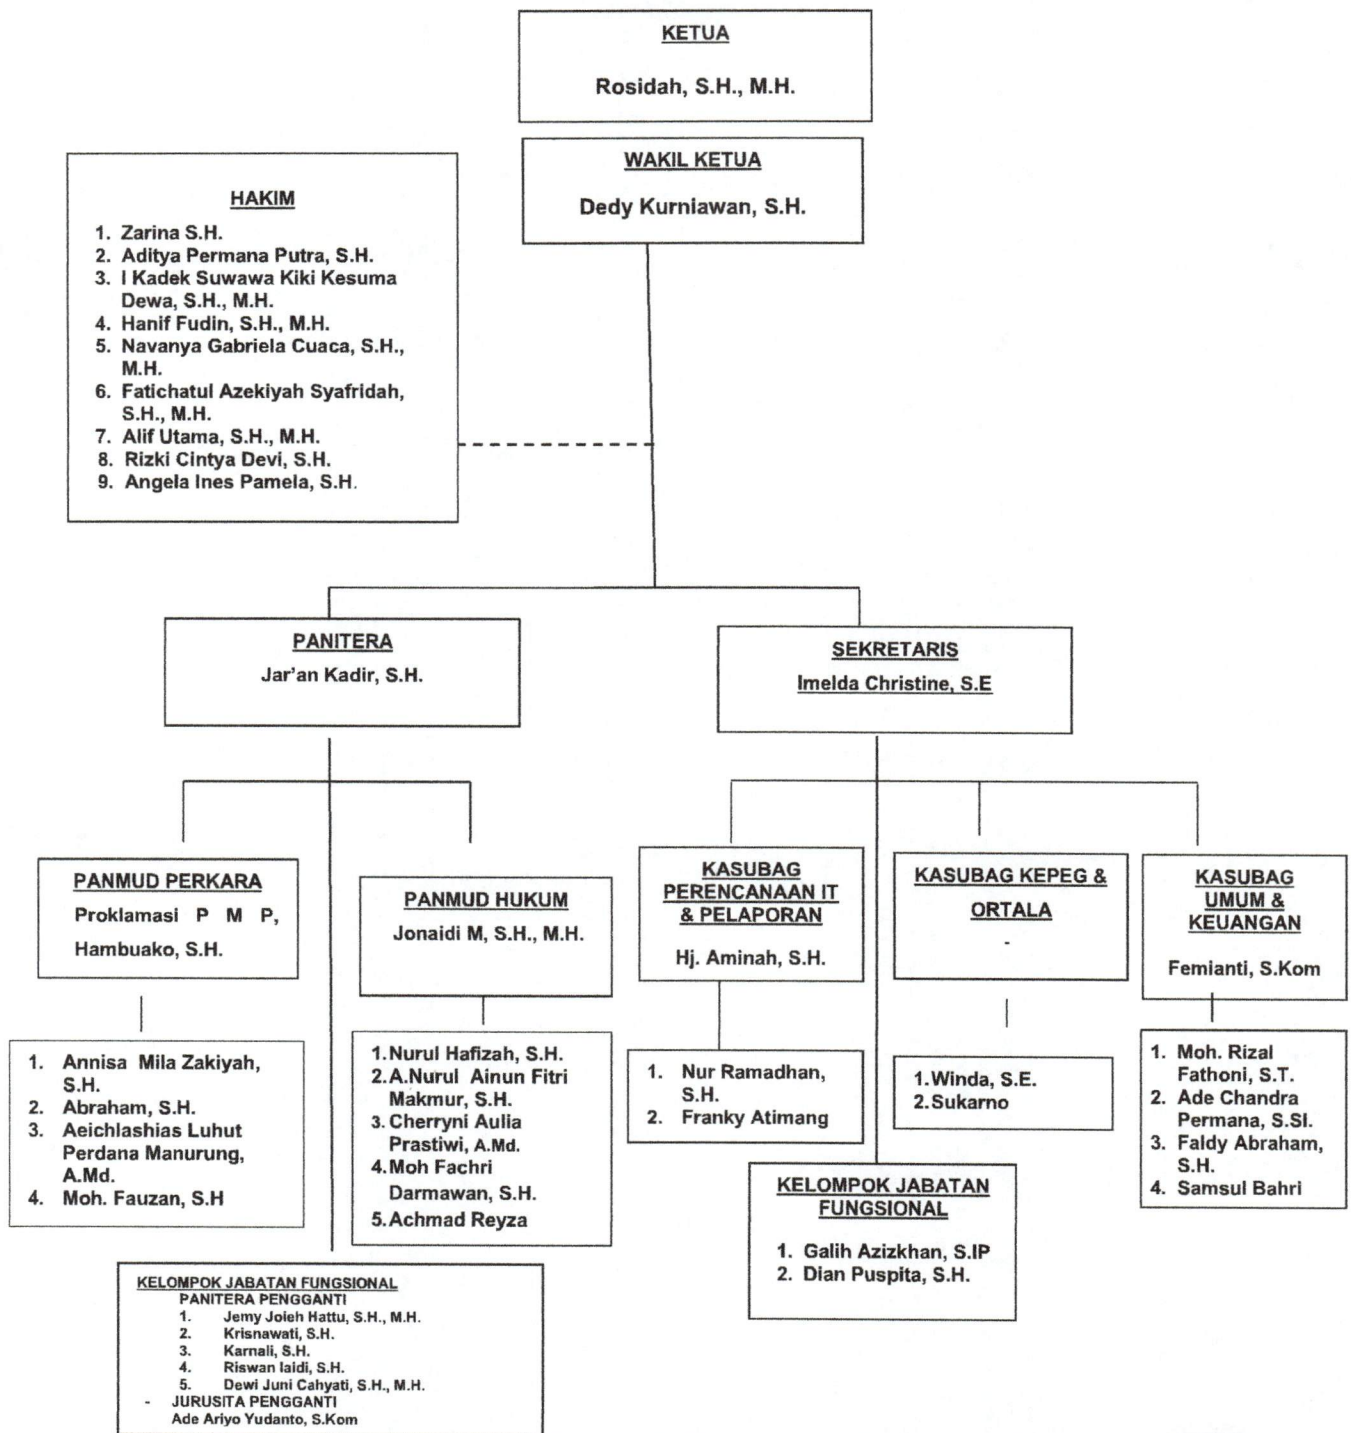 KETUA
Rosidah, S.H., M.H.
WAKIL KETUA
Dedy Kurniawan, S.H.
HAKIM
1. Zarina S.H.
2. Aditya Permana Putra, S.H.
3. I Kadek Suwawa Kiki Kesuma
Dewa, S.H., M.H.
4. Hanif Fudin, S.H., M.H.
5. Navanya Gabriela Cuaca, S.H.,
M.H.
6. Fatichatul Azekiyah Syafridah,
S.H., M.H.
7. Alif Utama, S.H., M.H.
8. Rizki Cintya Devi, S.H.
9. Angela Ines Pamela, S.H.
PANITERA
Jar'an Kadir, S.H.
SEKRETARIS
Imelda Christine, S.E
PANMUD PERKARA
Proklamasi P M P,
Hambuako, S.H.
PANMUD HUKUM
Jonaidi M, S.H., M.H.
KASUBAG
PERENCANAAN IT
& PELAPORAN
Hj. Aminah, S.H.
KASUBAG KEPEG &
ORTALA
-
KASUBAG
UMUM &
KEUANGAN
Femianti, S.Kom
1. Annisa Mila Zakiyah,
S.H.
2. Abraham, S.H.
3. Aeichlashias Luhut
Perdana Manurung,
A.Md.
4. Moh. Fauzan, S.H
1.Nurul Hafizah, S.H.
2.A.Nurul Ainun Fitri
Makmur, S.H.
3. Cherryni Aulia
Prastiwi, A.Md.
4.Moh Fachri
Darmawan, S.H.
5.Achmad Reyza
1. Nur Ramadhan,
S.H.
2. Franky Atimang
1.Winda, S.E.
2.Sukarno
1. Moh. Rizal
Fathoni, S.T.
2. Ade Chandra
Permana, S.SI.
3. Faldy Abraham,
S.H.
4. Samsul Bahri
KELOMPOK JABATAN
FUNGSIONAL
1. Galih Azizkhan, S.IP
2. Dian Puspita, S.H.
KELOMPOK JABATAN FUNGSIONAL
PANITERA PENGGANTI
1. Jemy Joieh Hattu, S.H., M.H.
2. Krisnawati, S.H.
3. Karnali, S.H.
4. Riswan laidi, S.H.
5. Dewi Juni Cahyati, S.H., M.H.
- JURUSITA PENGGANTI
Ade Ariyo Yudanto, S.Kom